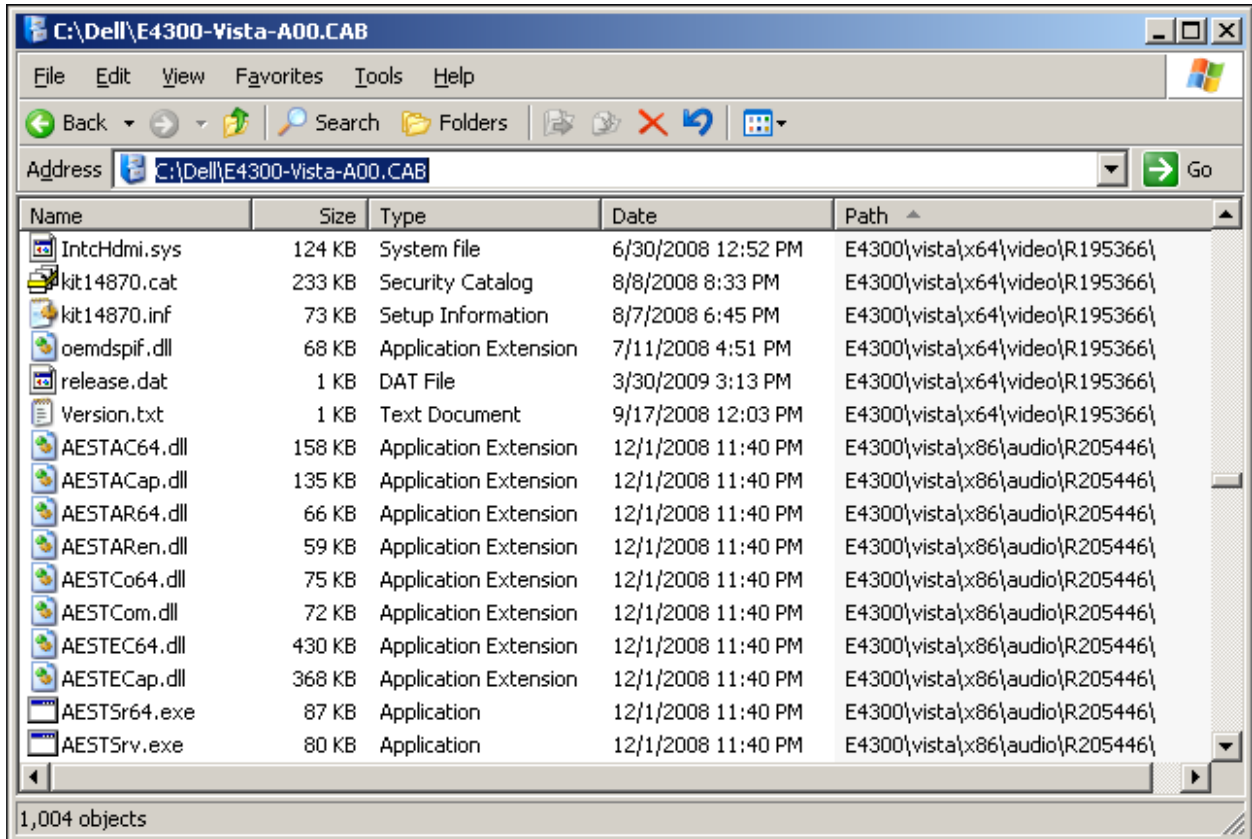 C:\Dell\E4300-Vista-A00.CAB
File Edit View Favorites Tools Help
Back Search Folders
Address C:\Dell\E4300-Vista-A00.CAB Go
Name Size Type Date Path
IntcHdmi.sys 124 KB System file 6/30/2008 12:52 PM E4300\vista\x64\video\R195366\
kit14870.cat 233 KB Security Catalog 8/8/2008 8:33 PM E4300\vista\x64\video\R195366\
kit14870.inf 73 KB Setup Information 8/7/2008 6:45 PM E4300\vista\x64\video\R195366\
oemdspif.dll 68 KB Application Extension 7/11/2008 4:51 PM E4300\vista\x64\video\R195366\
release.dat 1 KB DAT File 3/30/2009 3:13 PM E4300\vista\x64\video\R195366\
Version.txt 1 KB Text Document 9/17/2008 12:03 PM E4300\vista\x64\video\R195366\
AESTAC64.dll 158 KB Application Extension 12/1/2008 11:40 PM E4300\vista\x86\audio\R205446\
AESTACap.dll 135 KB Application Extension 12/1/2008 11:40 PM E4300\vista\x86\audio\R205446\
AESTAR64.dll 66 KB Application Extension 12/1/2008 11:40 PM E4300\vista\x86\audio\R205446\
AESTARen.dll 59 KB Application Extension 12/1/2008 11:40 PM E4300\vista\x86\audio\R205446\
AESTCo64.dll 75 KB Application Extension 12/1/2008 11:40 PM E4300\vista\x86\audio\R205446\
AESTCom.dll 72 KB Application Extension 12/1/2008 11:40 PM E4300\vista\x86\audio\R205446\
AESTEC64.dll 430 KB Application Extension 12/1/2008 11:40 PM E4300\vista\x86\audio\R205446\
AESTECap.dll 368 KB Application Extension 12/1/2008 11:40 PM E4300\vista\x86\audio\R205446\
AESTSr64.exe 87 KB Application 12/1/2008 11:40 PM E4300\vista\x86\audio\R205446\
AESTSrv.exe 80 KB Application 12/1/2008 11:40 PM E4300\vista\x86\audio\R205446\
1,004 objects